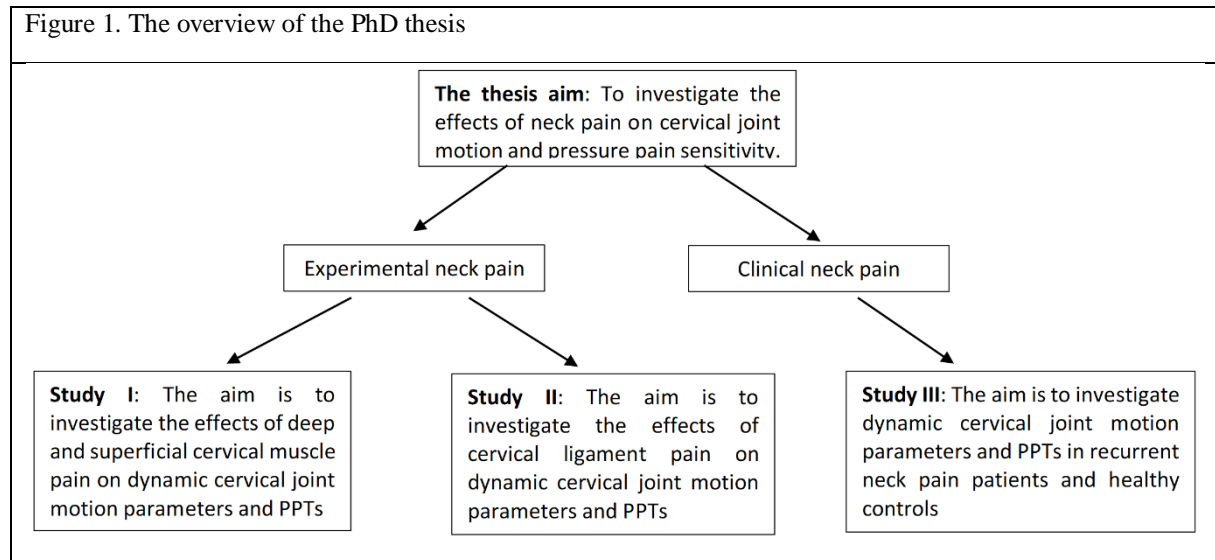 Figure 1. The overview of the PhD thesis
The thesis aim: To investigate the
effects of neck pain on cervical joint
motion and pressure pain sensitivity.
Experimental neck pain
Clinical neck pain
Study I: The aim is to
investigate the effects of deep
and superficial cervical muscle
pain on dynamic cervical joint
motion parameters and PPTs
Study II: The aim is to
investigate the effects of
cervical ligament pain on
dynamic cervical joint motion
parameters and PPTs
Study III: The aim is to investigate
dynamic cervical joint motion
parameters and PPTs in recurrent
neck pain patients and healthy
controls